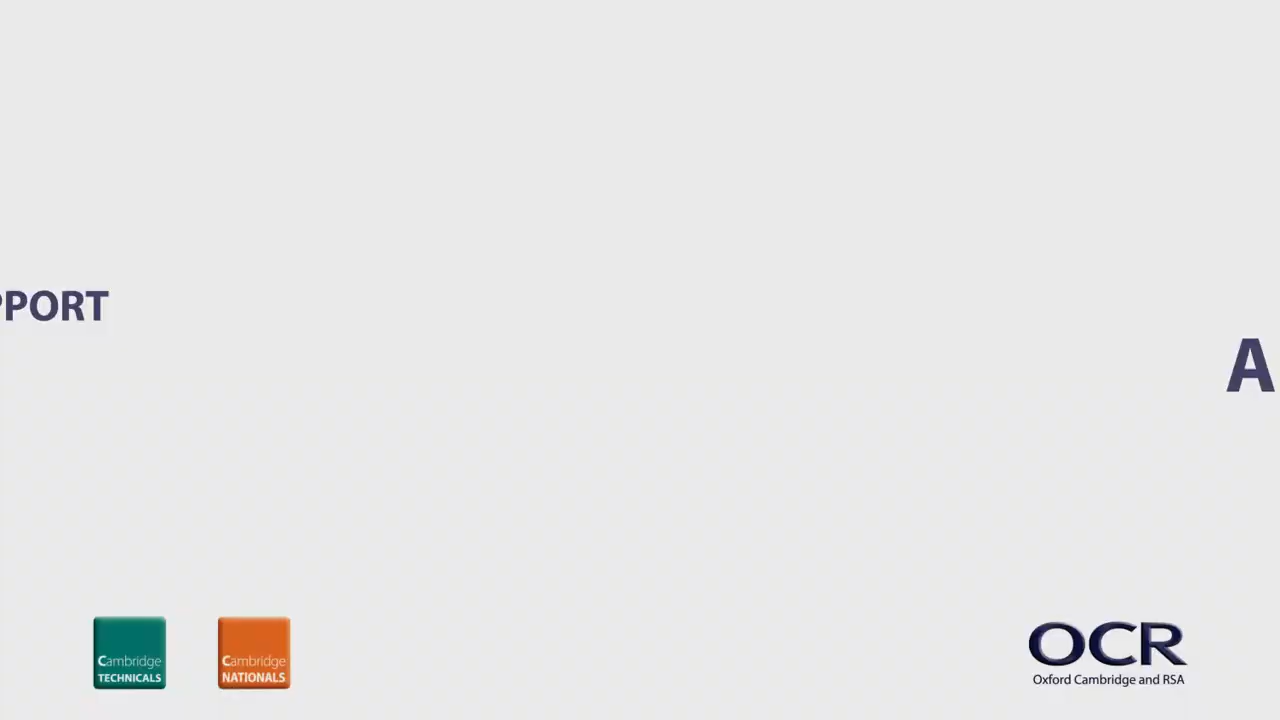 PPORT
A
Cambridge
TECHNICALS
Cambridge
NATIONALS
OCR
Oxford Cambridge and RSA